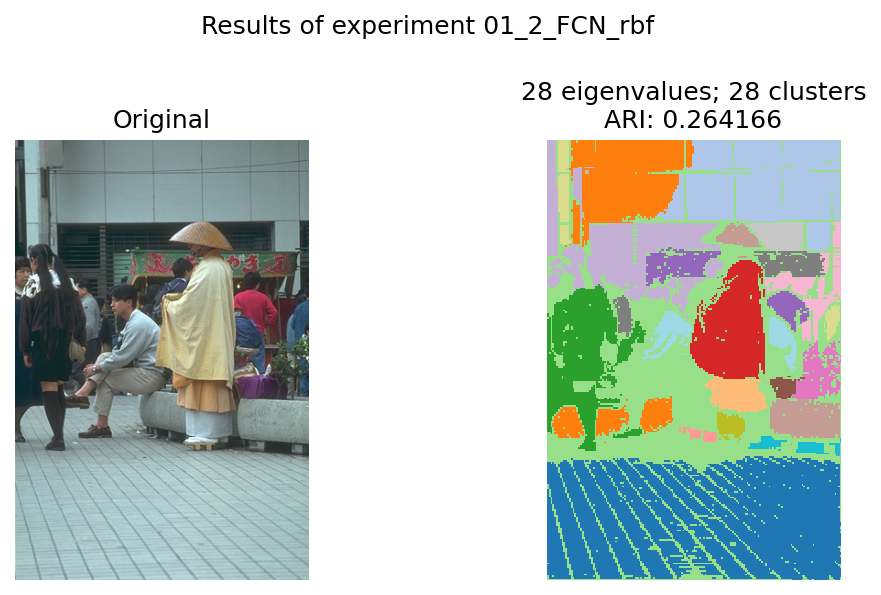 Results of experiment 01_2_FCN_rbf
Original
28 eigenvalues; 28 clusters
ARI: 0.264166